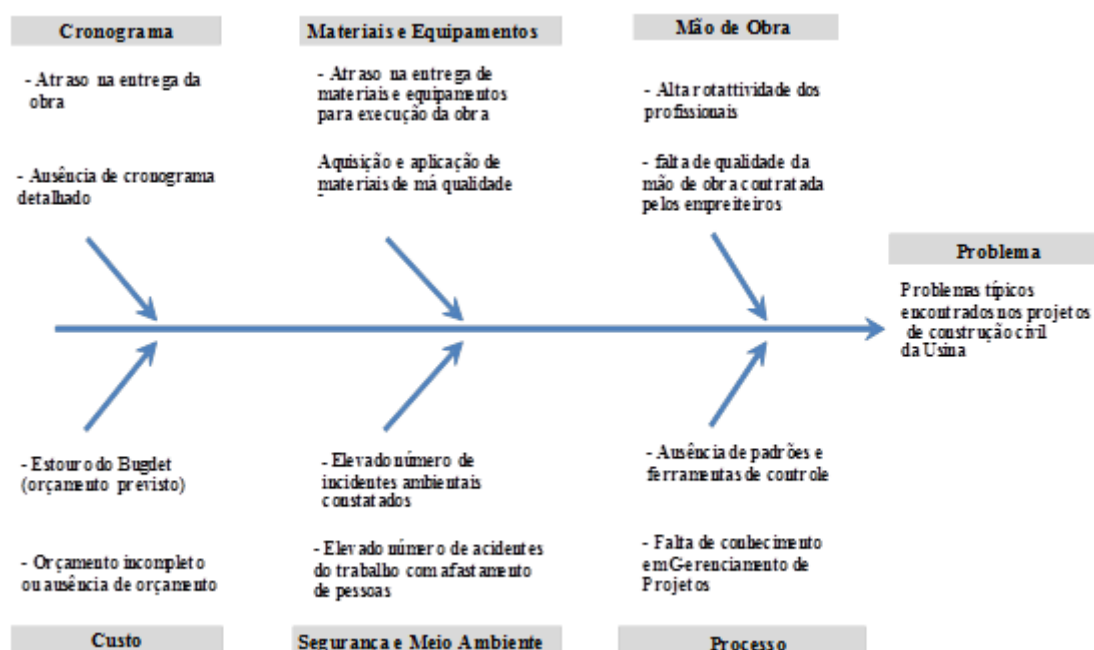 Cronograma
- Atraso na entrega da
obra
- Ausência de cronograma
detalhado
Materiais e Equipamentos
- Atraso na entrega de
materiais e equipamentos
para execução da obra
Aquisição e aplicação de
materiais de má qualidade
-
Mão de Obra
- Alta rotattividade dos
profissionais
- falta de qualidade da
mão de obra contratada
pelos empreiteiros
Problema
Problemas típicos
encontrados nos projetos
de construção civil
da Usina
- Estouro do Bugdet
(orçamento previsto)
- Orçamento incompleto
ou ausência de orçamento
Custo
- Elevado número de
incidentes ambientais
constatados
- Elevado número de acidentes
do trabalho com afastamento
de pessoas
Segurança e Meio Ambiente
- Ausência de padrões e
ferramentas de controle
- Falta de conhecimento
em Gerenciamento de
Projetos
Processo